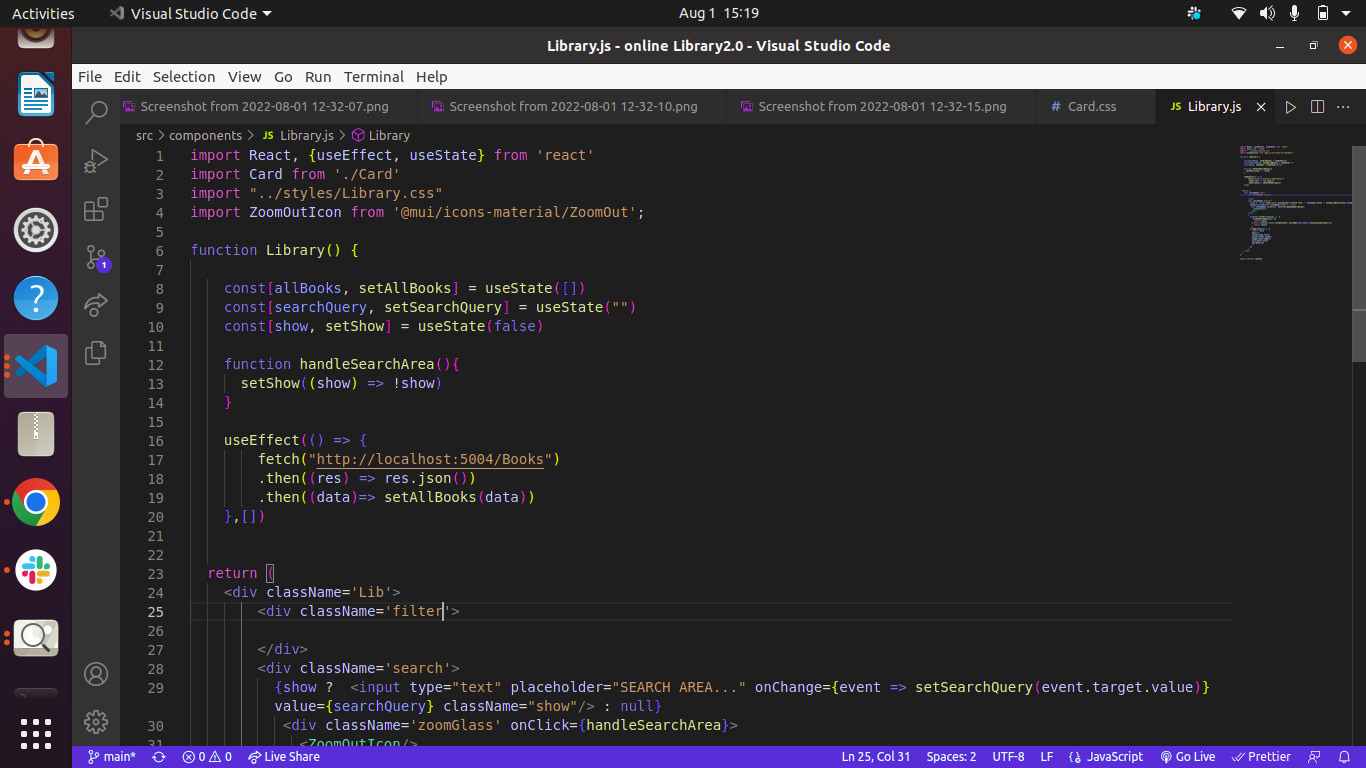 Activities
Visual Studio Code
Aug 1 15:19
Library.js - online Library2.0 - Visual Studio Code
File Edit Selection View Go Run Terminal Help
Screenshot from 2022-08-01 12-32-07.png
Screenshot from 2022-08-01 12-32-10.png
Screenshot from 2022-08-01 12-32-15.png
# Card.css
JS Library.js
src > components > JS Library.js > Library
1 import React, {useEffect, useState} from 'react'
2 import Card from './Card'
3 import "../styles/Library.css"
4 import ZoomOutIcon from '@mui/icons-material/ZoomOut';
5
6 function Library() {
7
8 const[allBooks, setAllBooks] = useState([])
9 const[searchQuery, setSearchQuery] = useState("")
10 const[show, setShow] = useState(false)
11
12 function handleSearchArea(){
13 setShow((show) => !show)
14 }
15
16 useEffect(() => {
17 fetch("http://localhost:5004/Books")
18 .then((res) => res.json())
19 .then((data)=> setAllBooks(data))
20 },[])
21
22
23 return (
24 <div className='Lib'>
25 <div className='filter'>
26
27 </div>
28 <div className='search'>
29 {show ?  <input type="text" placeholder="SEARCH AREA..." onChange={event => setSearchQuery(event.target.value)}
value={searchQuery} className="show"/> : null}
30 <div className='zoomGlass' onClick={handleSearchArea}>
31 <ZoomOutIcon/>
1
main* 0 0 Live Share Ln 25, Col 31 Spaces: 2 UTF-8 LF {} JavaScript Go Live Prettier